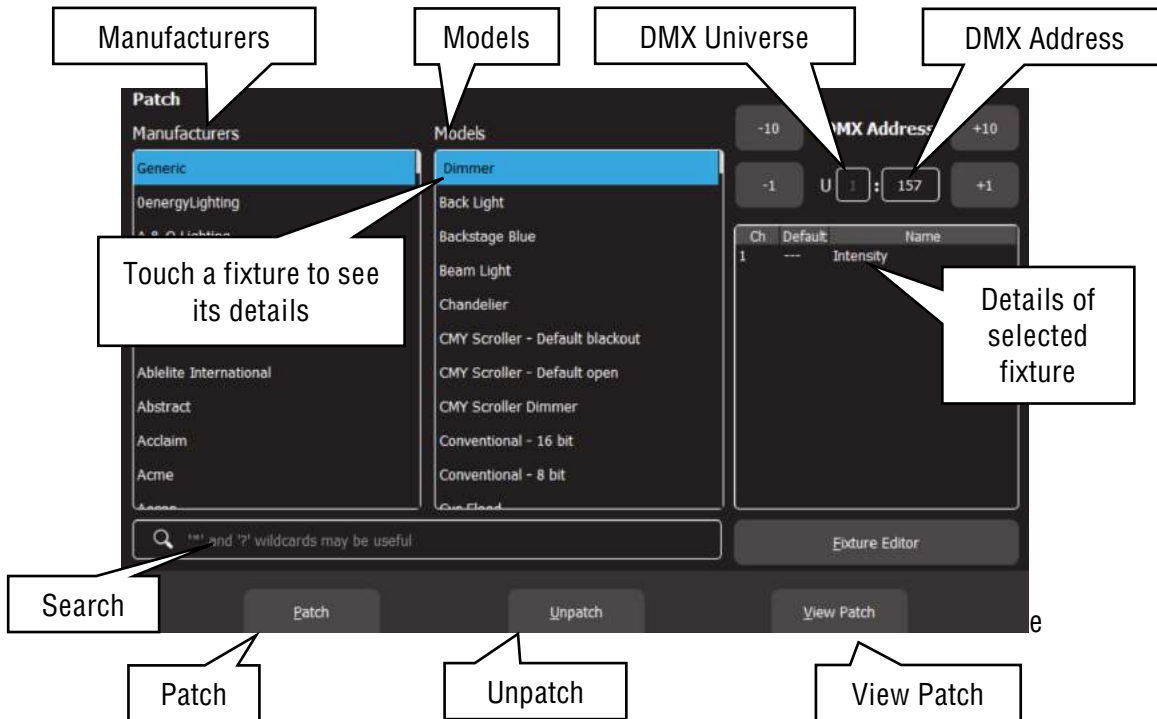 Manufacturers
Models
DMX Universe
DMX Address
Patch
Manufacturers
Models
-10
MX Address
+10
Generic
Dimmer
-1
U
1
:
157
+1
0energyLighting
Back Light
Backstage Blue
Ch Default Name
1 --- Intensity
Beam Light
Touch a fixture to see
its details
Chandelier
Details of
selected
fixture
CMY Scroller - Default blackout
Ablelite International
CMY Scroller - Default open
Abstract
CMY Scroller Dimmer
Acclaim
Conventional - 16 bit
Acme
Conventional - 8 bit
'*' and '?' wildcards may be useful
Fixture Editor
Search
Patch
Unpatch
View Patch
e
Patch
Unpatch
View Patch